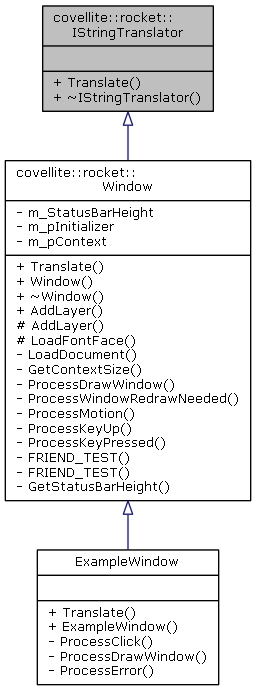 covellite::rocket::
IStringTranslator
+ Translate()
+ ~IStringTranslator()
covellite::rocket::
Window
- m_StatusBarHeight
- m_pInitializer
- m_pContext
+ Translate()
+ Window()
+ ~Window()
+ AddLayer()
# AddLayer()
# LoadFontFace()
- LoadDocument()
- GetContextSize()
- ProcessDrawWindow()
- ProcessWindowRedrawNeeded()
- ProcessMotion()
- ProcessKeyUp()
- ProcessKeyPressed()
- FRIEND_TEST()
- FRIEND_TEST()
- GetStatusBarHeight()
ExampleWindow
+ Translate()
+ ExampleWindow()
- ProcessClick()
- ProcessDrawWindow()
- ProcessError()